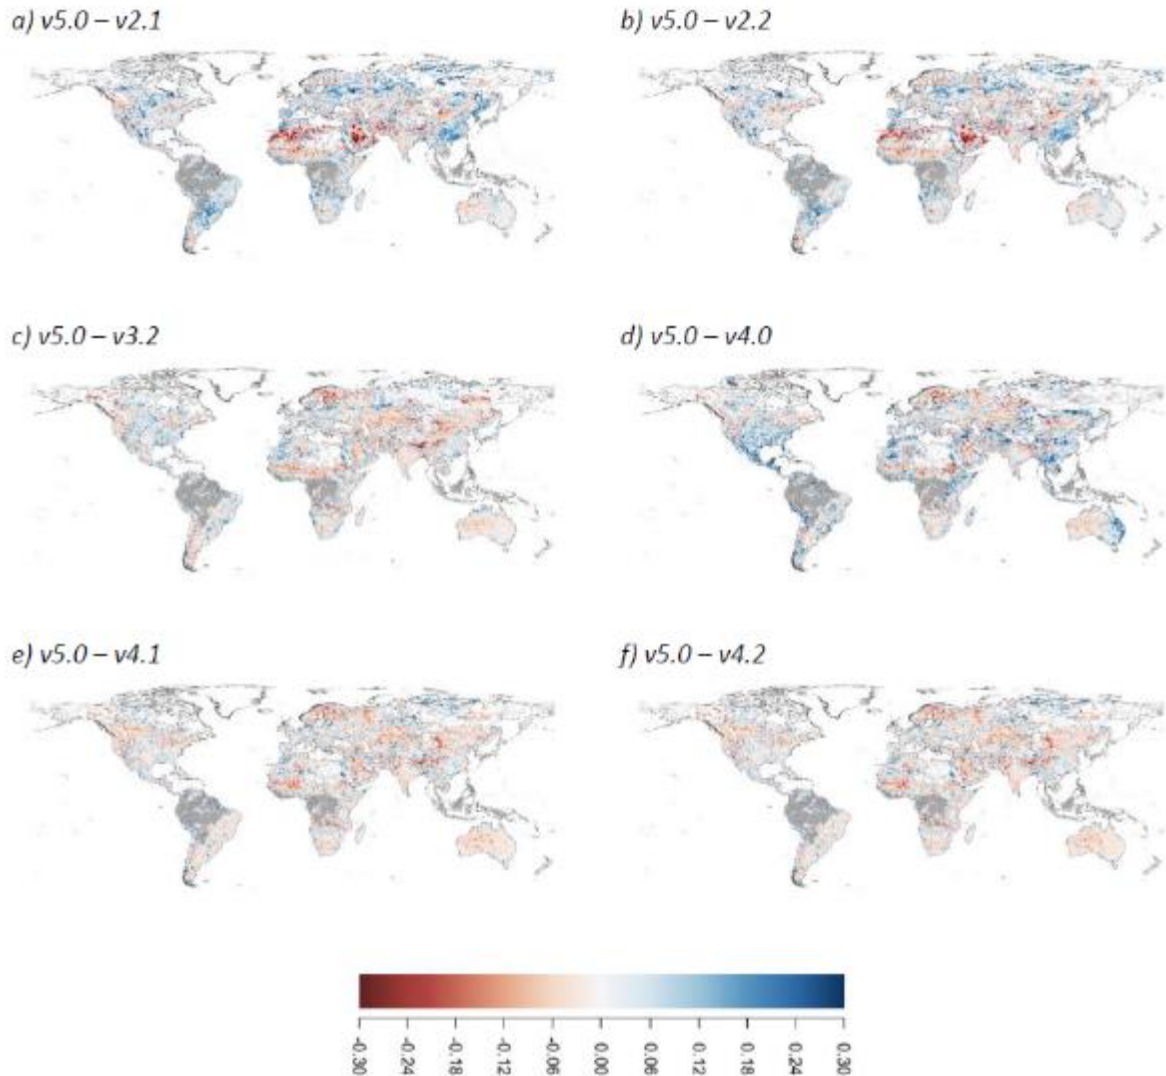 a) v5.0 – v2.1
b) v5.0 – v2.2
c) v5.0 – v3.2
d) v5.0 – v4.0
e) v5.0 – v4.1
f) v5.0 – v4.2
-0.30
-0.24
-0.18
-0.12
-0.06
0.00
0.06
0.12
0.18
0.24
0.30